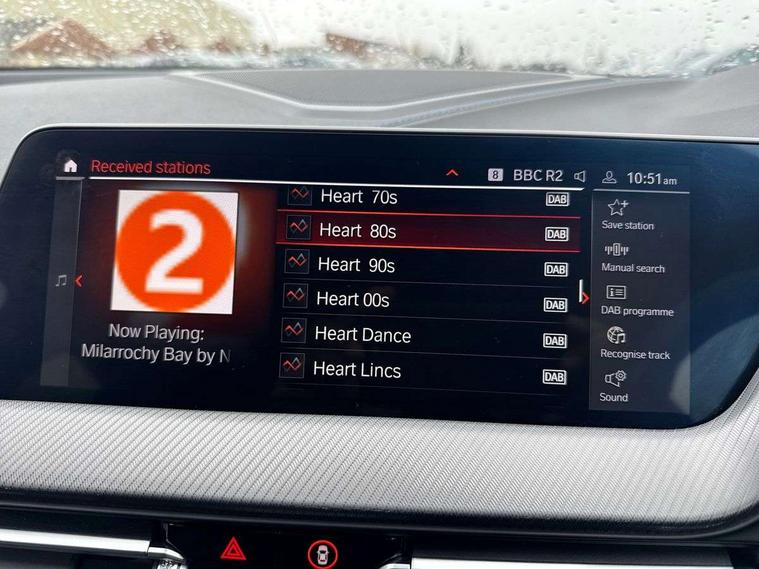 Received stations
8 BBC R2
10:51am
2
Now Playing:
Milarrochy Bay by
Heart 70s DAB
Heart 80s DAB
Heart 90s DAB
Heart 00s DAB
Heart Dance DAB
Heart Lincs DAB
Save station
Manual search
DAB programme
Recognise track
Sound